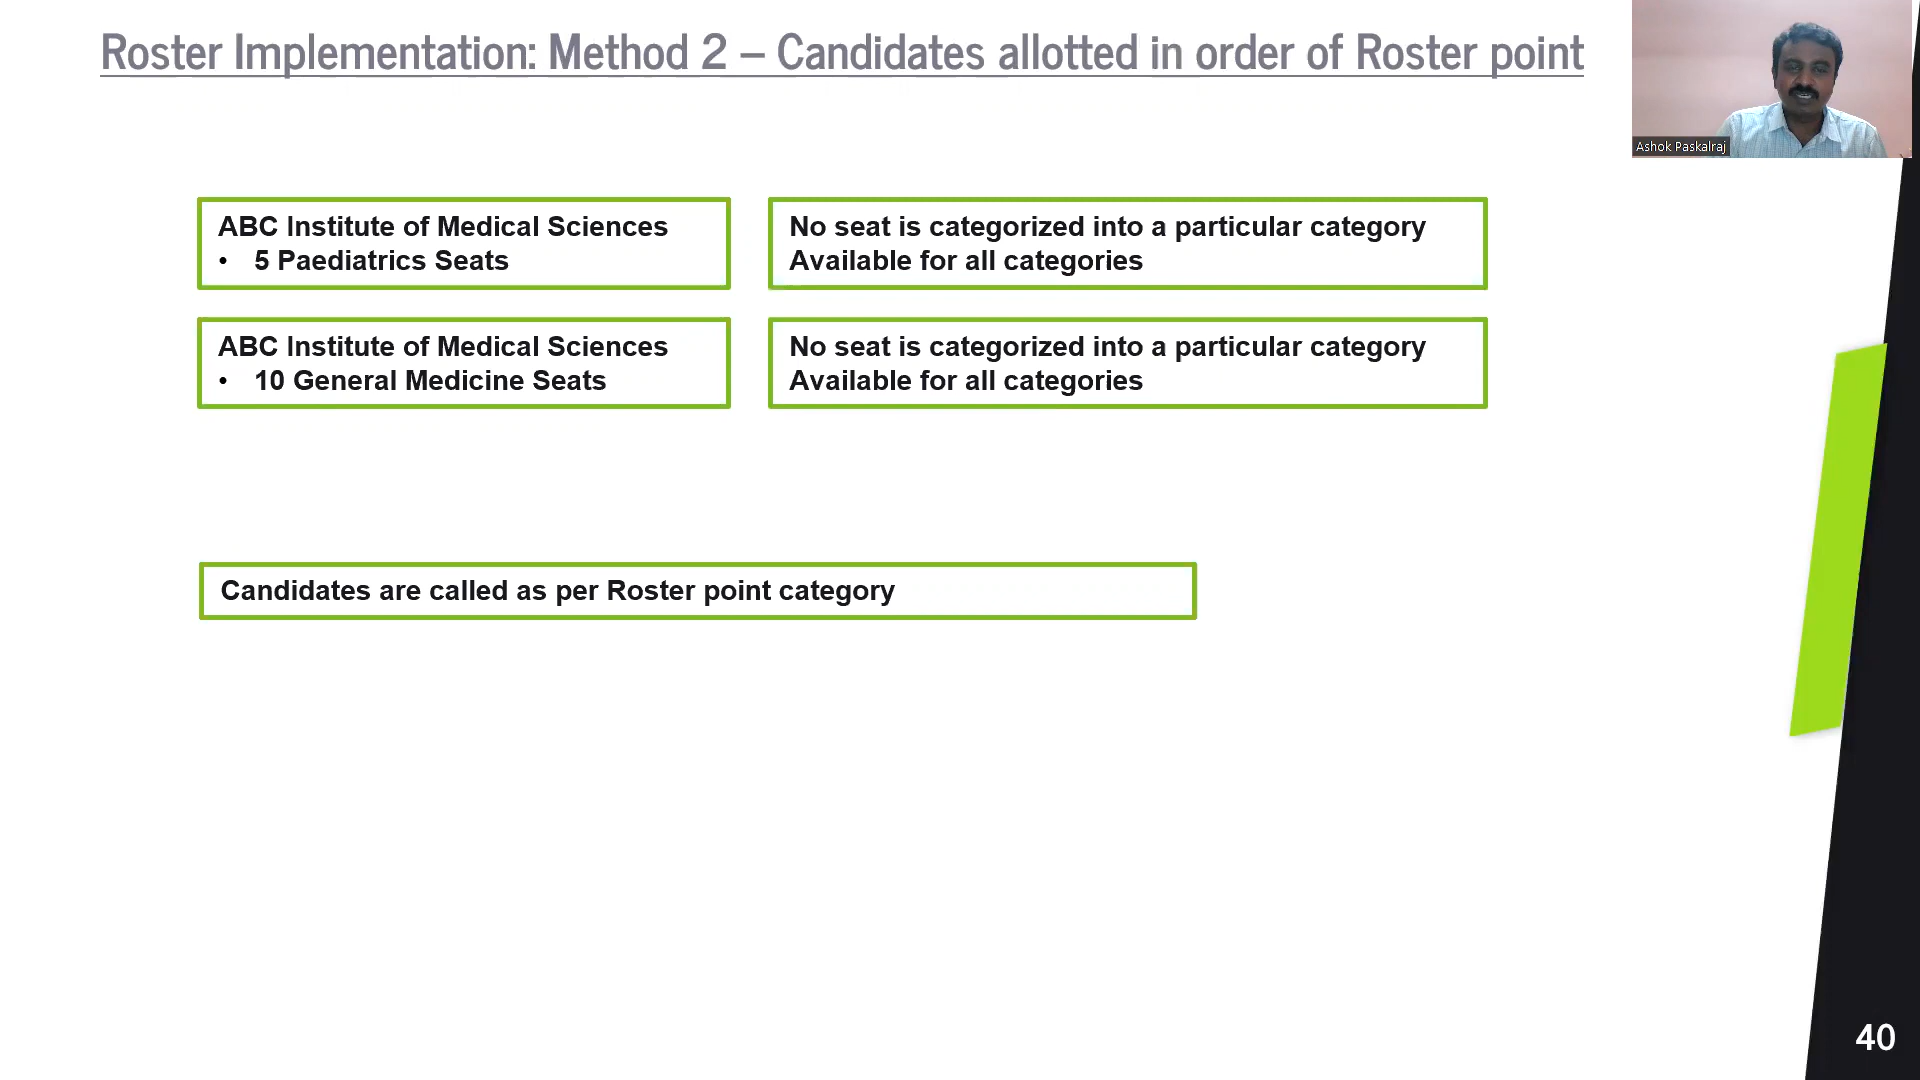 Roster Implementation: Method 2 – Candidates allotted in order of Roster point
Ashok Paskalraj
ABC Institute of Medical Sciences
• 5 Paediatrics Seats
No seat is categorized into a particular category
Available for all categories
ABC Institute of Medical Sciences
• 10 General Medicine Seats
No seat is categorized into a particular category
Available for all categories
Candidates are called as per Roster point category
40